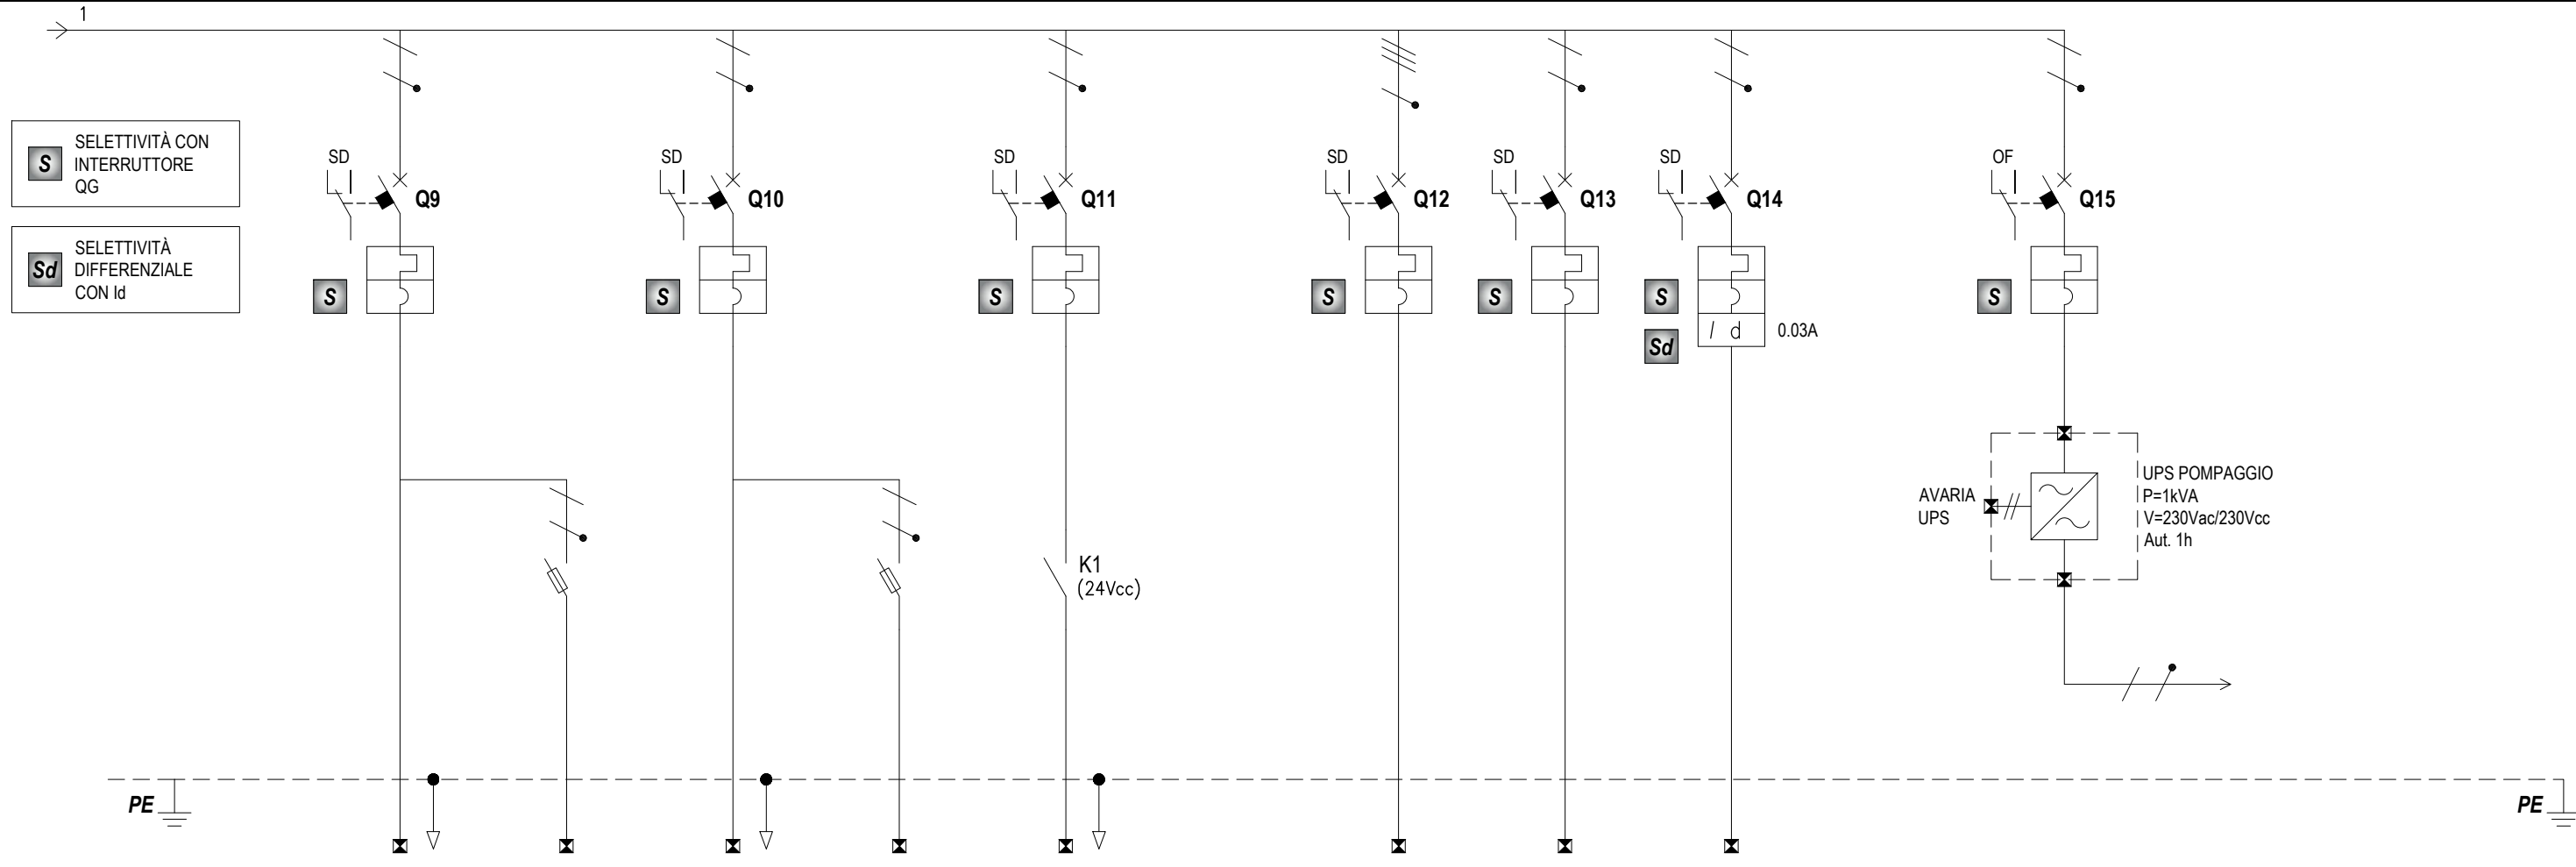 1
S
SELETTIVITÀ CON
INTERRUTTORE
QG
Sd
SELETTIVITÀ
DIFFERENZIALE
CON Id
SD
Q9
S
SD
Q10
S
SD
Q11
S
SD
Q12
S
SD
Q13
S
SD
Q14
S
Sd
I d
0.03A
OF
Q15
S
K1
(24Vcc)
AVARIA
UPS
UPS POMPAGGIO
P=1kVA
V=230Vac/230Vcc
Aut. 1h
PE
PE